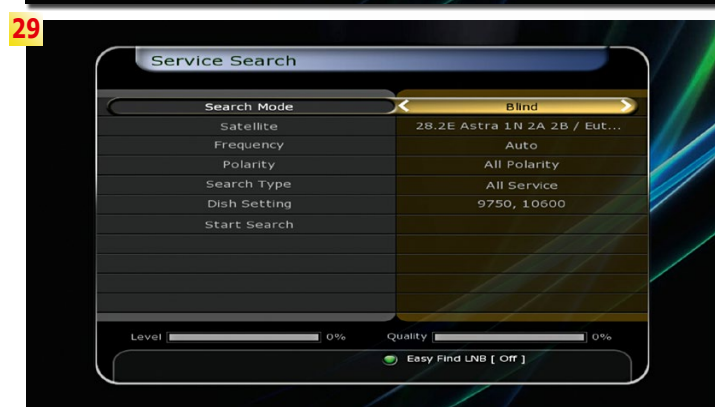 29
Service Search
Search Mode Blind
Satellite 28.2E Astra 1N 2A 2B / Eut...
Frequency Auto
Polarity All Polarity
Search Type All Service
Dish Setting 9750, 10600
Start Search
Level 0% Quality 0%
Easy Find LNB [ Off ]